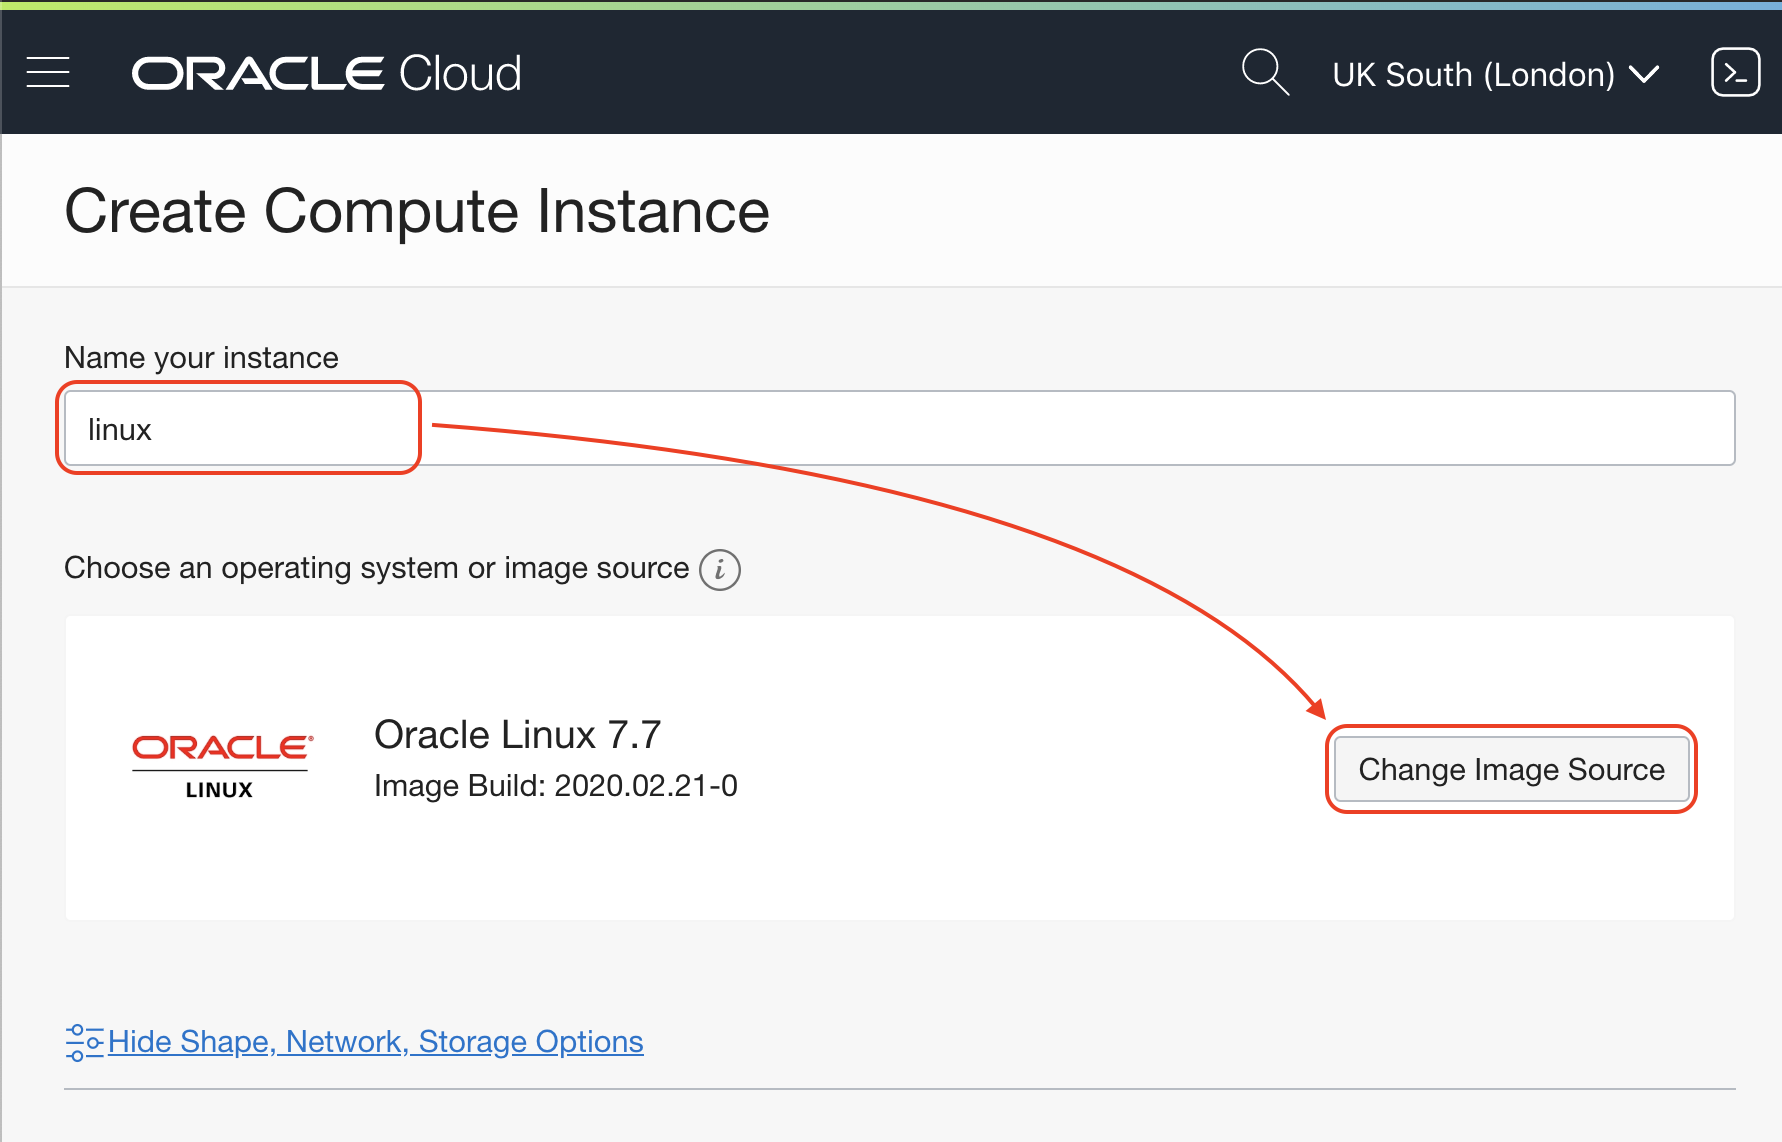 ORACLE Cloud
UK South (London)
Create Compute Instance
Name your instance
linux
Choose an operating system or image source
ORACLE®
LINUX
Oracle Linux 7.7
Image Build: 2020.02.21-0
Change Image Source
Hide Shape, Network, Storage Options